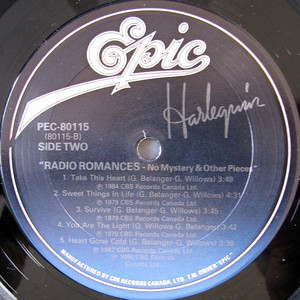 Epic
Harlequin
PEC-80115
(80115-B)
SIDE TWO
"RADIO ROMANCES - No Mystery & Other Pieces"
1. Take This Heart (G. Belanger-G. Willows) 3:49
℗ 1984 CBS Records Canada Ltd.
2. Sweet Things In Life (G. Belanger-G. Willows) 4:31
℗ 1979 CBS Records Canada Ltd.
3. Survive (G. Belanger-G. Willows) 3:45
℗ 1979 CBS Records Canada Ltd.
4. You Are The Light (G. Belanger-G. Willows) 3:42
℗ 1979 CBS Records Canada Ltd.
5. Heart Gone Cold (G. Belanger-G. Willows)
CBS Records
Canada Ltd.
MANUFACTURED BY CBS RECORDS CANADA, LTD. T.M. OWNER "EPIC"